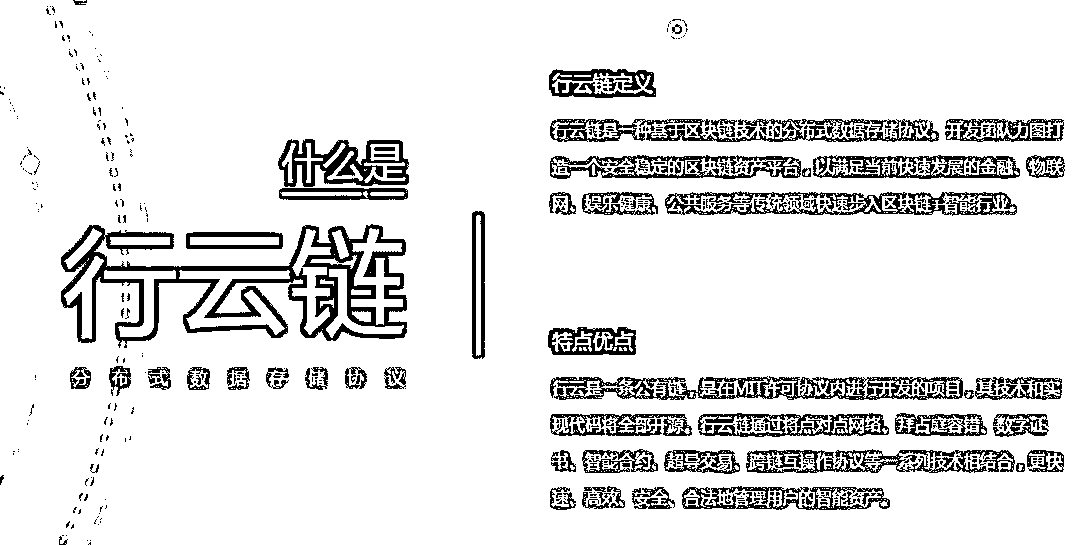 什么是
行云链
分布式数据存储协议
行云链定义
行云链是一种基于区块链技术的分布式数据存储协议。开发团队力图打
造一个安全稳定的区块链资产平台，以满足当前快速发展的金融、物联
网、娱乐健康、公共服务等传统领域快速步入区块链+智能行业。
特点优点
行云是一条公有链，是在MIT许可协议内进行开发的项目，其技术和实
现代码将全部开源。行云链通过将点对点网络、拜占庭容错、数字证
书、智能合约、超导交易、跨链互操作协议等一系列技术相结合，更快
速、高效、安全、合法地管理用户的智能资产。